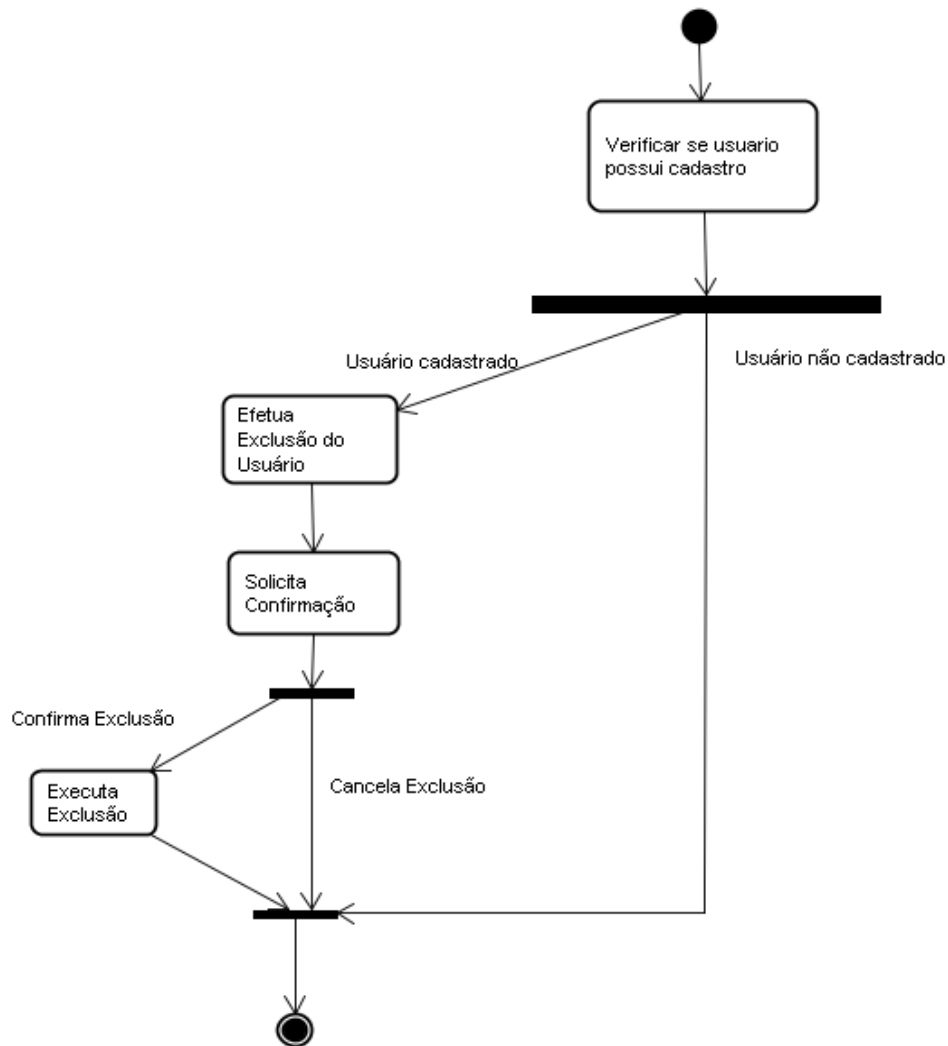 Verificar se usuario
possui cadastro
Usuário cadastrado
Usuário não cadastrado
Efetua
Exclusão do
Usuário
Solicita
Confirmação
Confirma Exclusão
Cancela Exclusão
Executa
Exclusão